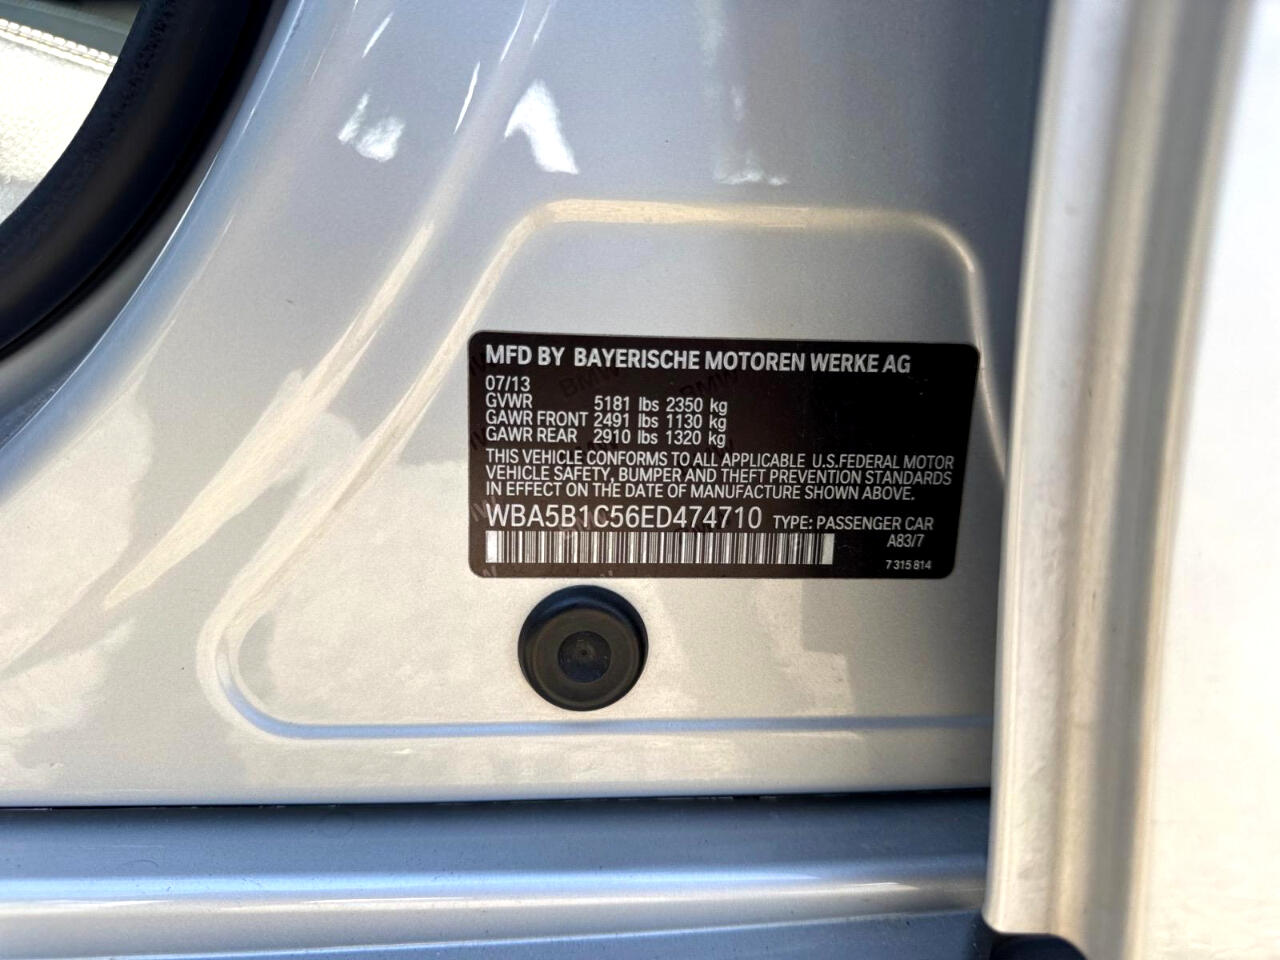 MFD BY BAYERISCHE MOTOREN WERKE AG
07/13
GVWR 5181 lbs 2350 kg
GAWR FRONT 2491 lbs 1130 kg
GAWR REAR 2910 lbs 1320 kg
THIS VEHICLE CONFORMS TO ALL APPLICABLE U.S.FEDERAL MOTOR
VEHICLE SAFETY, BUMPER AND THEFT PREVENTION STANDARDS
IN EFFECT ON THE DATE OF MANUFACTURE SHOWN ABOVE.
WBA5B1C56ED474710 TYPE: PASSENGER CAR
A83/7
7 315 814